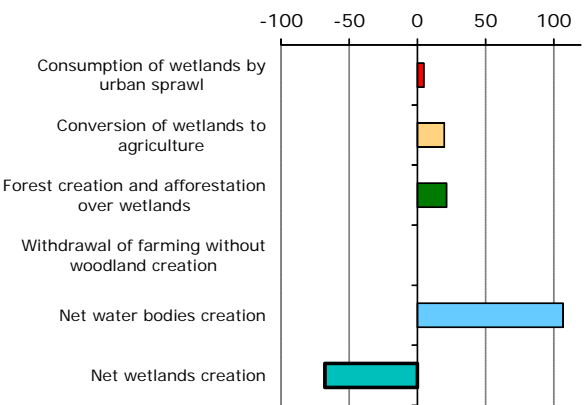 -100 -50 0 50 100
Consumption of wetlands by
urban sprawl
Conversion of wetlands to
agriculture
Forest creation and afforestation
over wetlands
Withdrawal of farming without
woodland creation
Net water bodies creation
Net wetlands creation